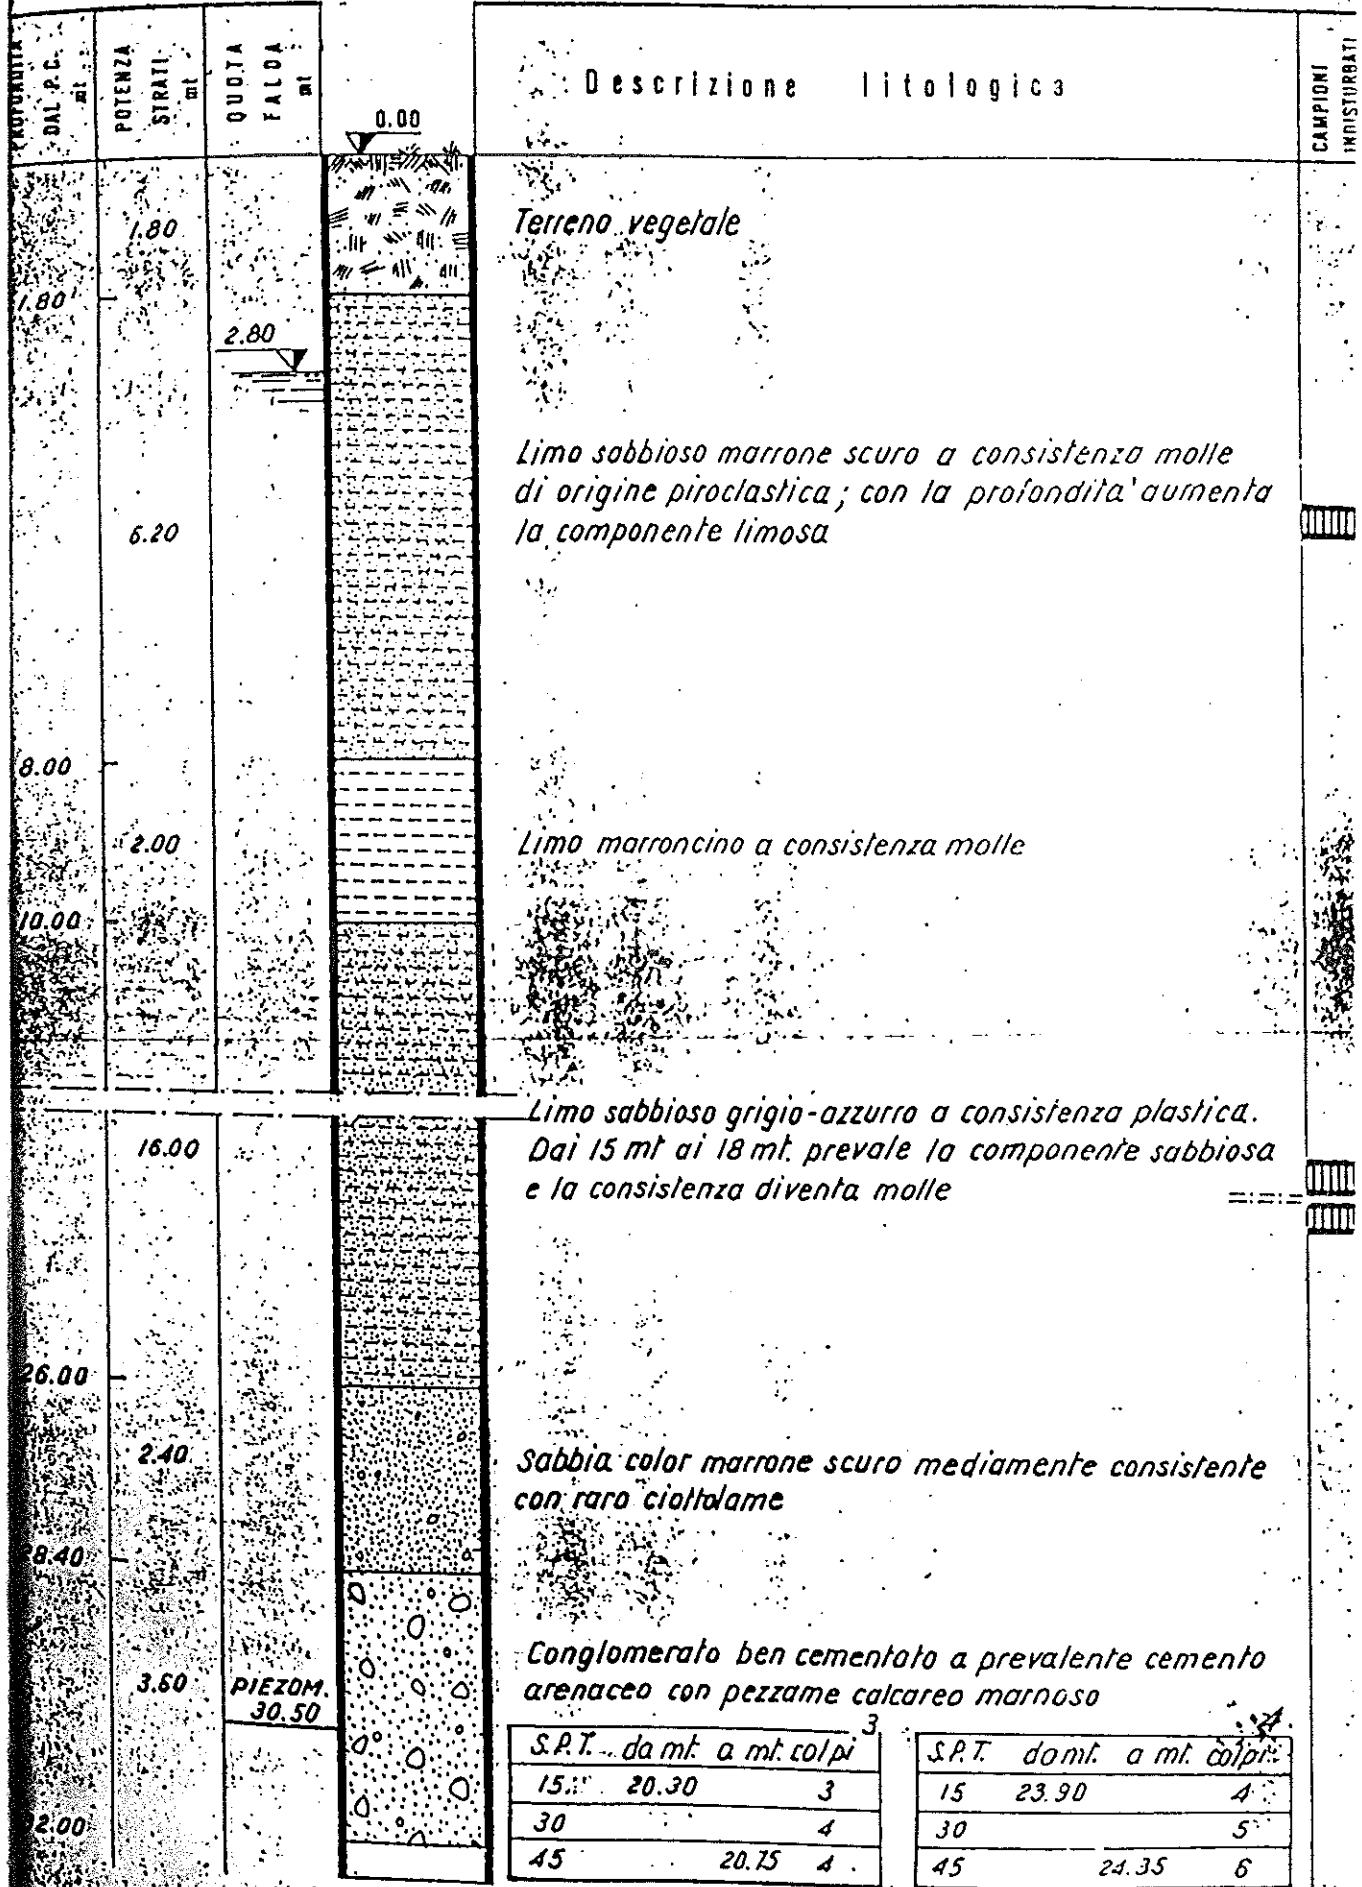 PROFONDITA
DAL P.C.
mt
POTENZA
STRATI
mt
QUOTA
FALDA
mt
0.00
Descrizione litologica
CAMPIONI
INDISTURBATI
1.80
Terreno vegetale
1.80
2.80
Limo sabbioso marrone scuro a consistenza molle
di origine piroclastica; con la profondita' aumenta
la componente limosa
6.20
8.00
2.00
Limo marroncino a consistenza molle
10.00
Limo sabbioso grigio-azzurro a consistenza plastica.
Dai 15 mt ai 18 mt. prevale la componente sabbiosa
e la consistenza diventa molle
16.00
26.00
2.40
Sabbia color marrone scuro mediamente consistente
con raro ciottolame
8.40
Conglomerato ben cementato a prevalente cemento
arenaceo con pezzame calcareo marnoso
3.60
PIEZOM.
30.50
2.00
3
S.P.T. da mt. a mt. colpi
15 20.30 3
30 4
45 20.75 4
4
S.P.T. da mt. a mt. colpi
15 23.90 4
30 5
45 24.35 6